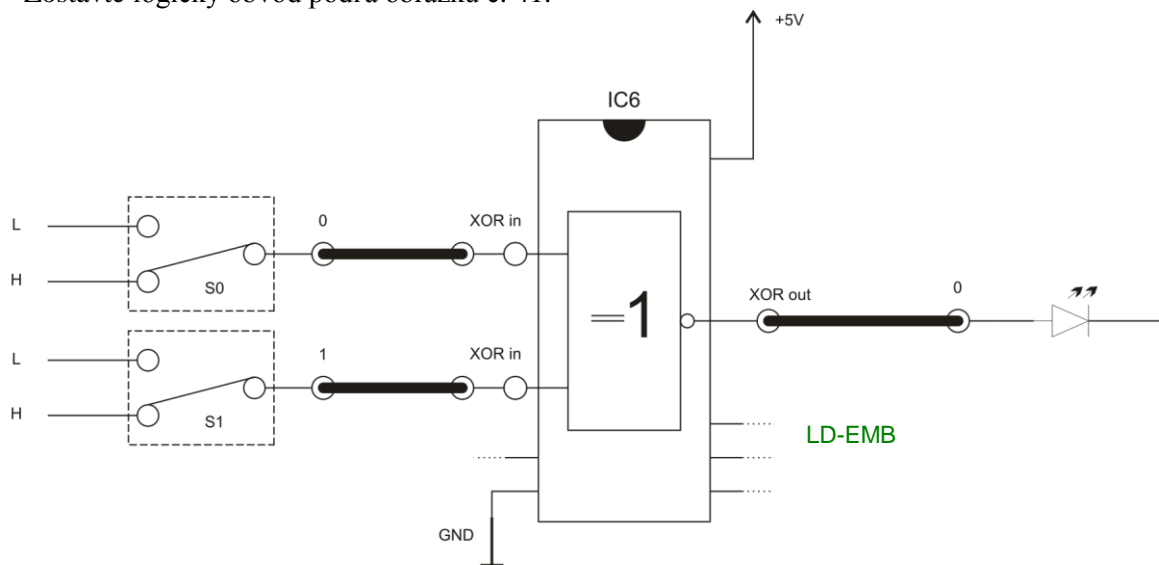 Zostavte logický obvod podľa obrázku č. 41.
+5V
IC6
L
0
XOR in
H
S0
XOR out
0
=1
L
1
XOR in
H
S1
LD-EMB
GND